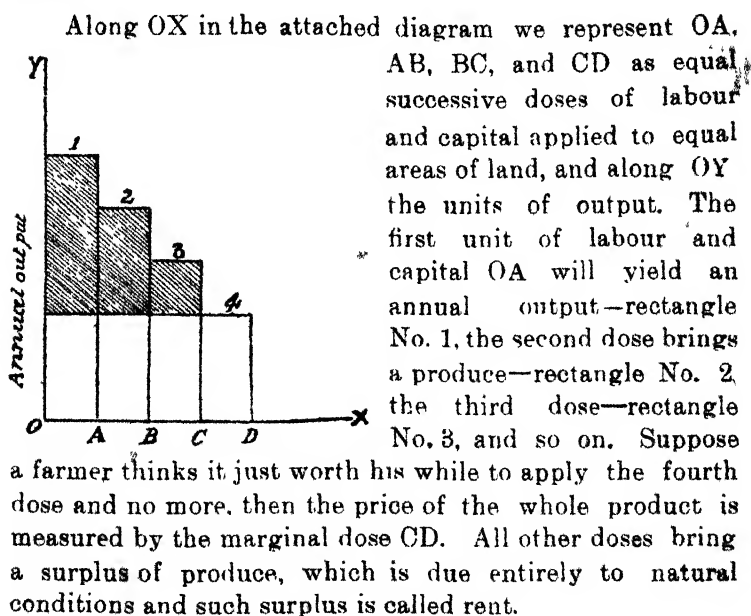 Along OX in the attached diagram we represent OA,
AB, BC, and CD as equal
successive doses of labour
and capital applied to equal
areas of land, and along OY
the units of output. The
first unit of labour and
capital OA will yield an
annual output—rectangle
No. 1, the second dose brings
a produce—rectangle No. 2,
the third dose—rectangle
No. 3, and so on. Suppose
a farmer thinks it just worth his while to apply the fourth
dose and no more, then the price of the whole product is
measured by the marginal dose CD. All other doses bring
a surplus of produce, which is due entirely to natural
conditions and such surplus is called rent.
Y
1
2
3
4
Annual output
O
A
B
C
D
X